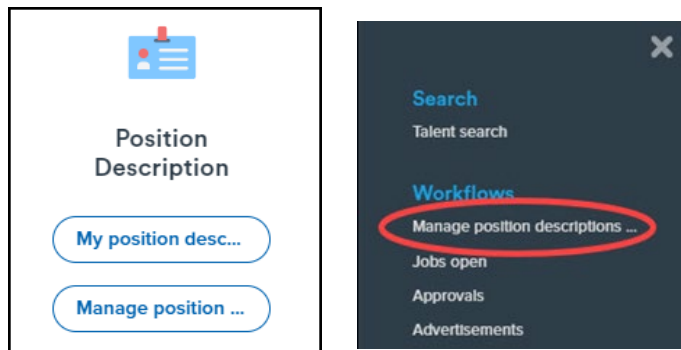 Position
Description
My position desc...
Manage position ...
Search
Talent search
Workflows
Manage position descriptions ...
Jobs open
Approvals
Advertisements